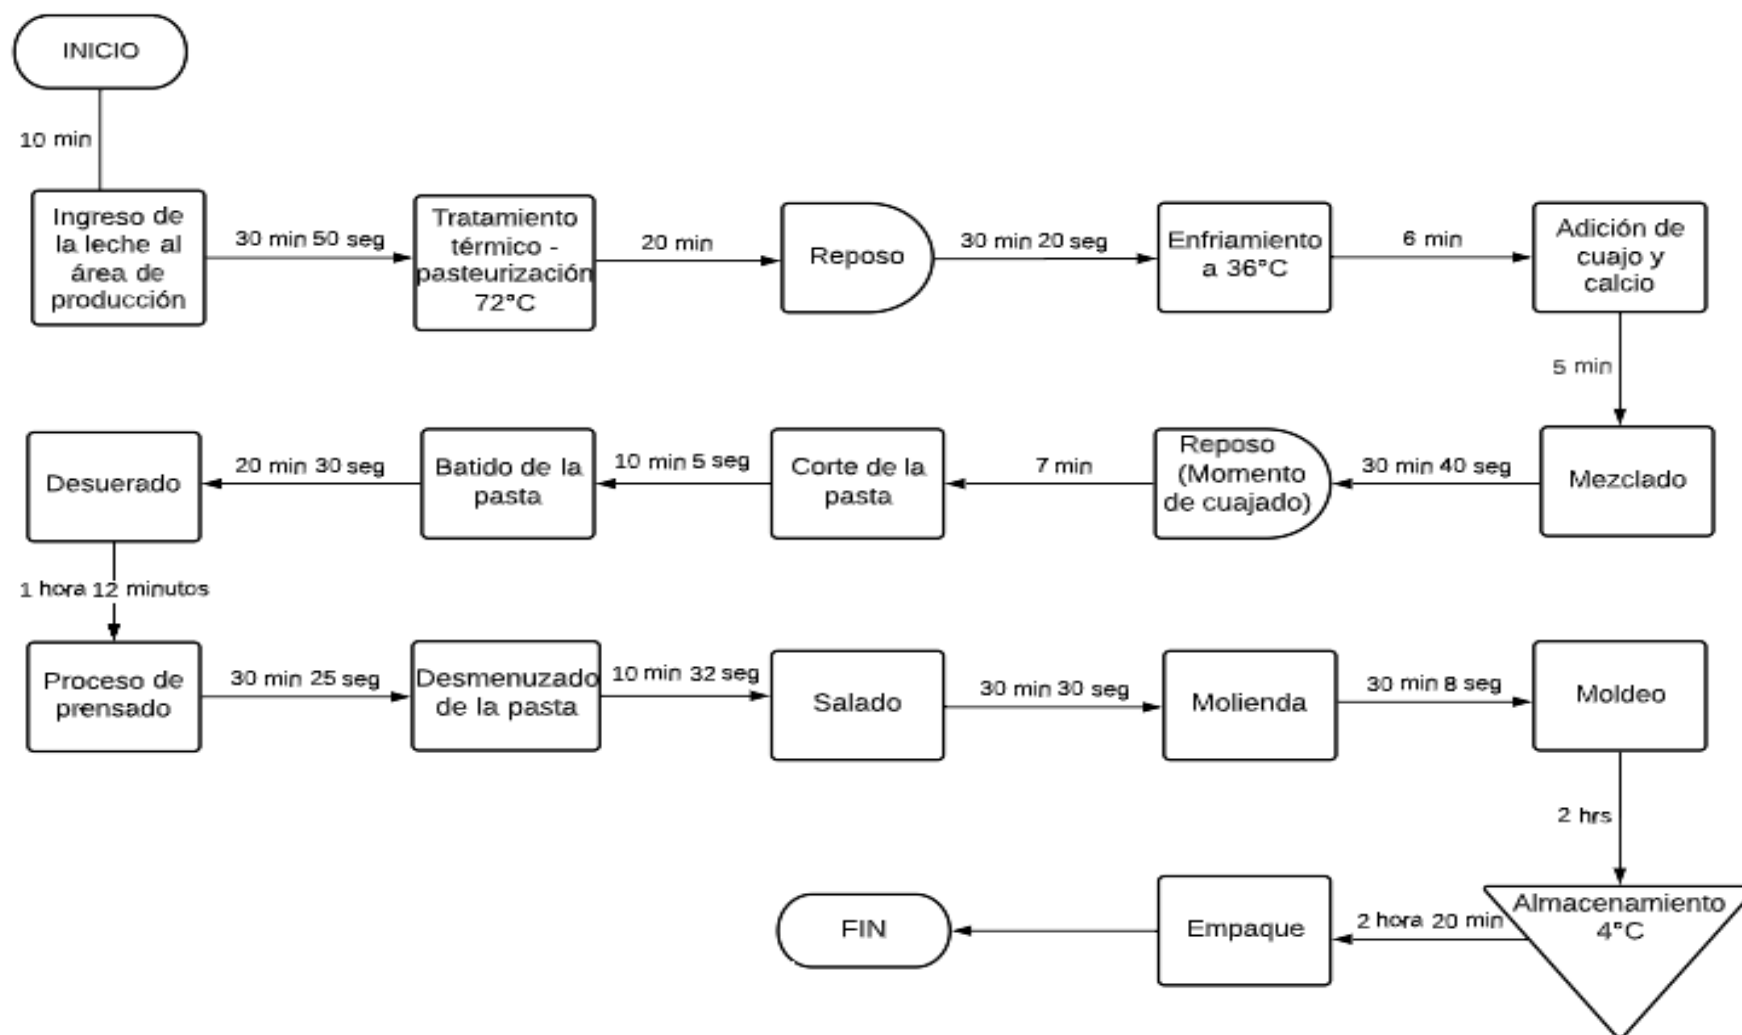 INICIO
10 min
Ingreso de
la leche al
área de
producción
30 min 50 seg
Tratamiento
térmico -
pasteurización
72°C
20 min
Reposo
30 min 20 seg
Enfriamiento
a 36°C
6 min
Adición de
cuajo y
calcio
5 min
Mezclado
30 min 40 seg
Reposo
(Momento
de cuajado)
7 min
Corte de la
pasta
10 min 5 seg
Batido de la
pasta
20 min 30 seg
Desuerado
1 hora 12 minutos
Proceso de
prensado
30 min 25 seg
Desmenuzado
de la pasta
10 min 32 seg
Salado
30 min 30 seg
Molienda
30 min 8 seg
Moldeo
2 hrs
Almacenamiento
4°C
2 hora 20 min
Empaque
FIN